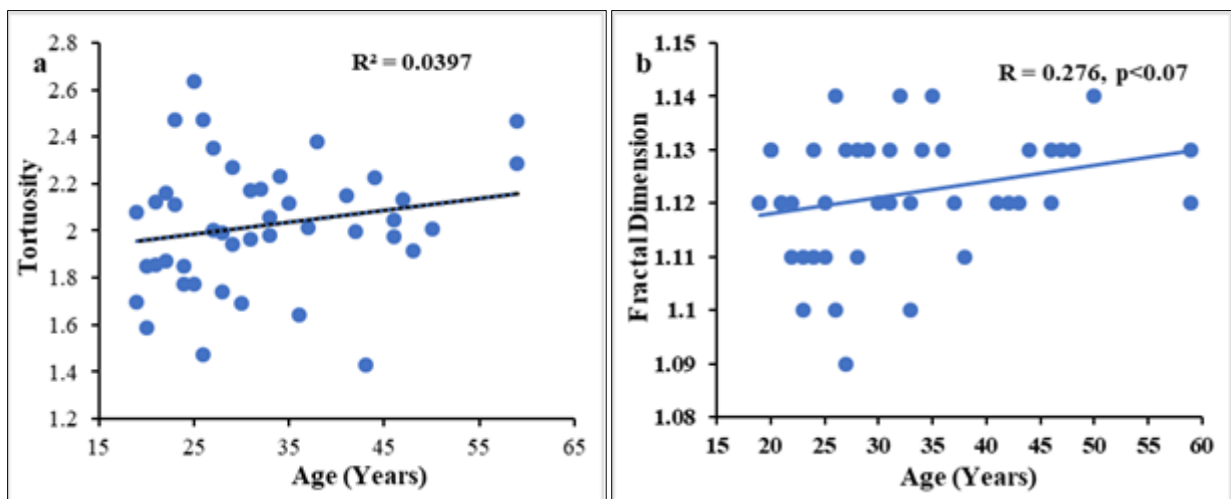 a
R² = 0.0397
Tortuosity
2.8
2.6
2.4
2.2
2
1.8
1.6
1.4
1.2
15 25 35 45 55 65
Age (Years)
b
R = 0.276, p<0.07
Fractal Dimension
1.15
1.14
1.13
1.12
1.11
1.1
1.09
1.08
15 20 25 30 35 40 45 50 55 60
Age (Years)